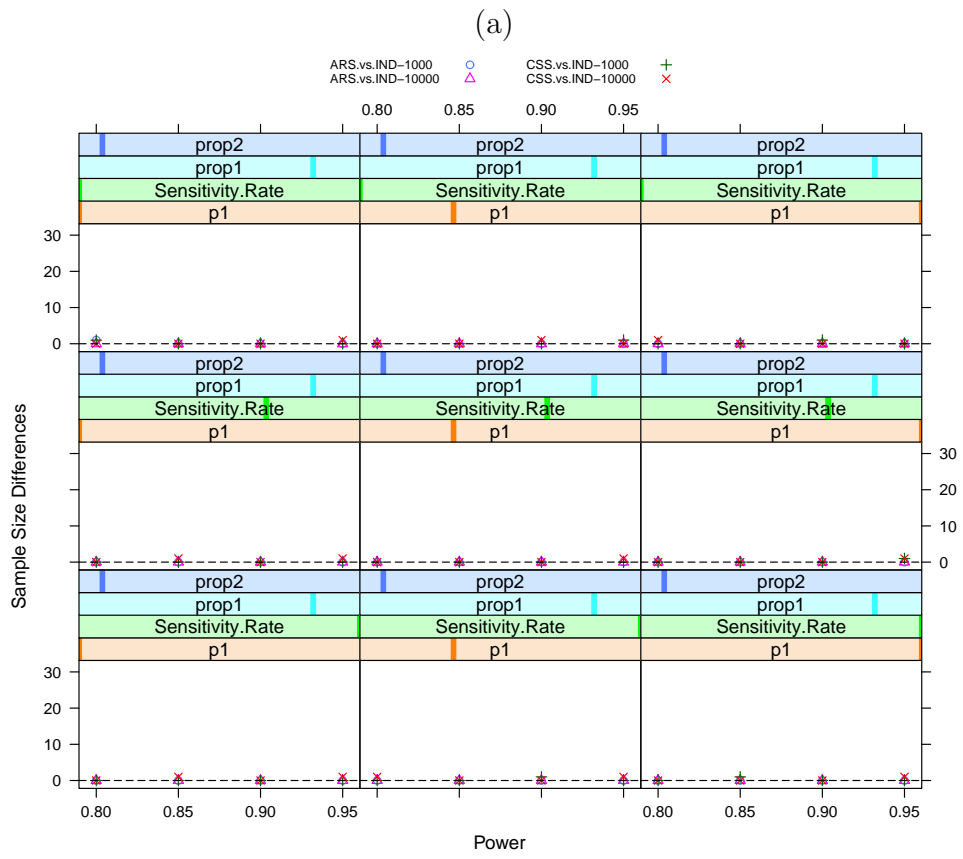 (a)
ARS.vs.IND−1000 CSS.vs.IND−1000
ARS.vs.IND−10000 CSS.vs.IND−10000
0.80 0.85 0.90 0.95
prop2 prop2 prop2
prop1 prop1 prop1
Sensitivity.Rate Sensitivity.Rate Sensitivity.Rate
p1 p1 p1
30
20
10
0
prop2 prop2 prop2
prop1 prop1 prop1
Sensitivity.Rate Sensitivity.Rate Sensitivity.Rate
p1 p1 p1
30
20
10
0
prop2 prop2 prop2
prop1 prop1 prop1
Sensitivity.Rate Sensitivity.Rate Sensitivity.Rate
p1 p1 p1
30
20
10
0
0.80 0.85 0.90 0.95 0.80 0.85 0.90 0.95
Power
Sample Size Differences